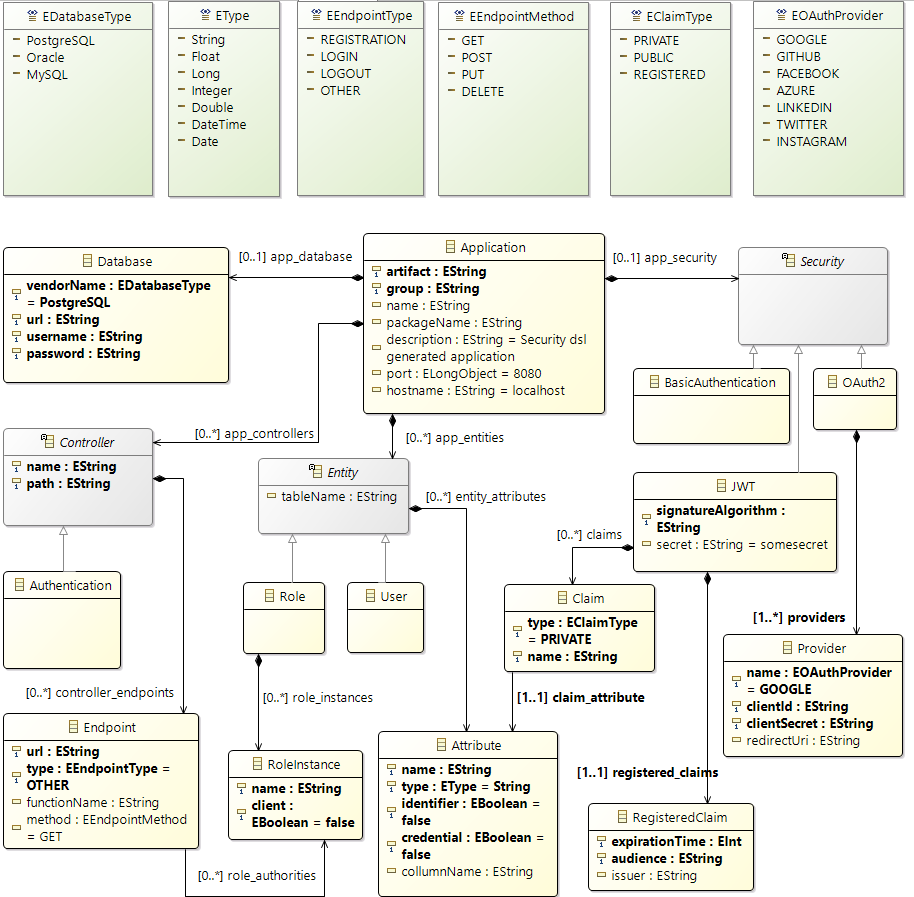 EDatabaseType
PostgreSQL
Oracle
MySQL
EType
String
Float
Long
Integer
Double
DateTime
Date
EEndpointType
REGISTRATION
LOGIN
LOGOUT
OTHER
EEndpointMethod
GET
POST
PUT
DELETE
EClaimType
PRIVATE
PUBLIC
REGISTERED
EOAuthProvider
GOOGLE
GITHUB
FACEBOOK
AZURE
LINKEDIN
TWITTER
INSTAGRAM
Database
vendorName : EDatabaseType
= PostgreSQL
url : EString
username : EString
password : EString
[0..1] app_database
Application
artifact : EString
group : EString
name : EString
packageName : EString
description : EString = Security dsl
generated application
port : ELongObject = 8080
hostname : EString = localhost
[0..1] app_security
Security
BasicAuthentication
OAuth2
[0..*] app_controllers
[0..*] app_entities
Controller
name : EString
path : EString
Entity
tableName : EString
[0..*] entity_attributes
JWT
signatureAlgorithm :
EString
secret : EString = somesecret
[0..*] claims
Authentication
Role
User
Claim
type : EClaimType
= PRIVATE
name : EString
[1..*] providers
Provider
name : EOAuthProvider
= GOOGLE
clientId : EString
clientSecret : EString
redirectUri : EString
[0..*] controller_endpoints
[0..*] role_instances
[1..1] claim_attribute
Endpoint
url : EString
type : EEndpointType =
OTHER
functionName : EString
method : EEndpointMethod
= GET
RoleInstance
name : EString
client :
EBoolean = false
Attribute
name : EString
type : EType = String
identifier : EBoolean =
false
credential : EBoolean =
false
collumnName : EString
[1..1] registered_claims
RegisteredClaim
expirationTime : EInt
audience : EString
issuer : EString
[0..*] role_authorities